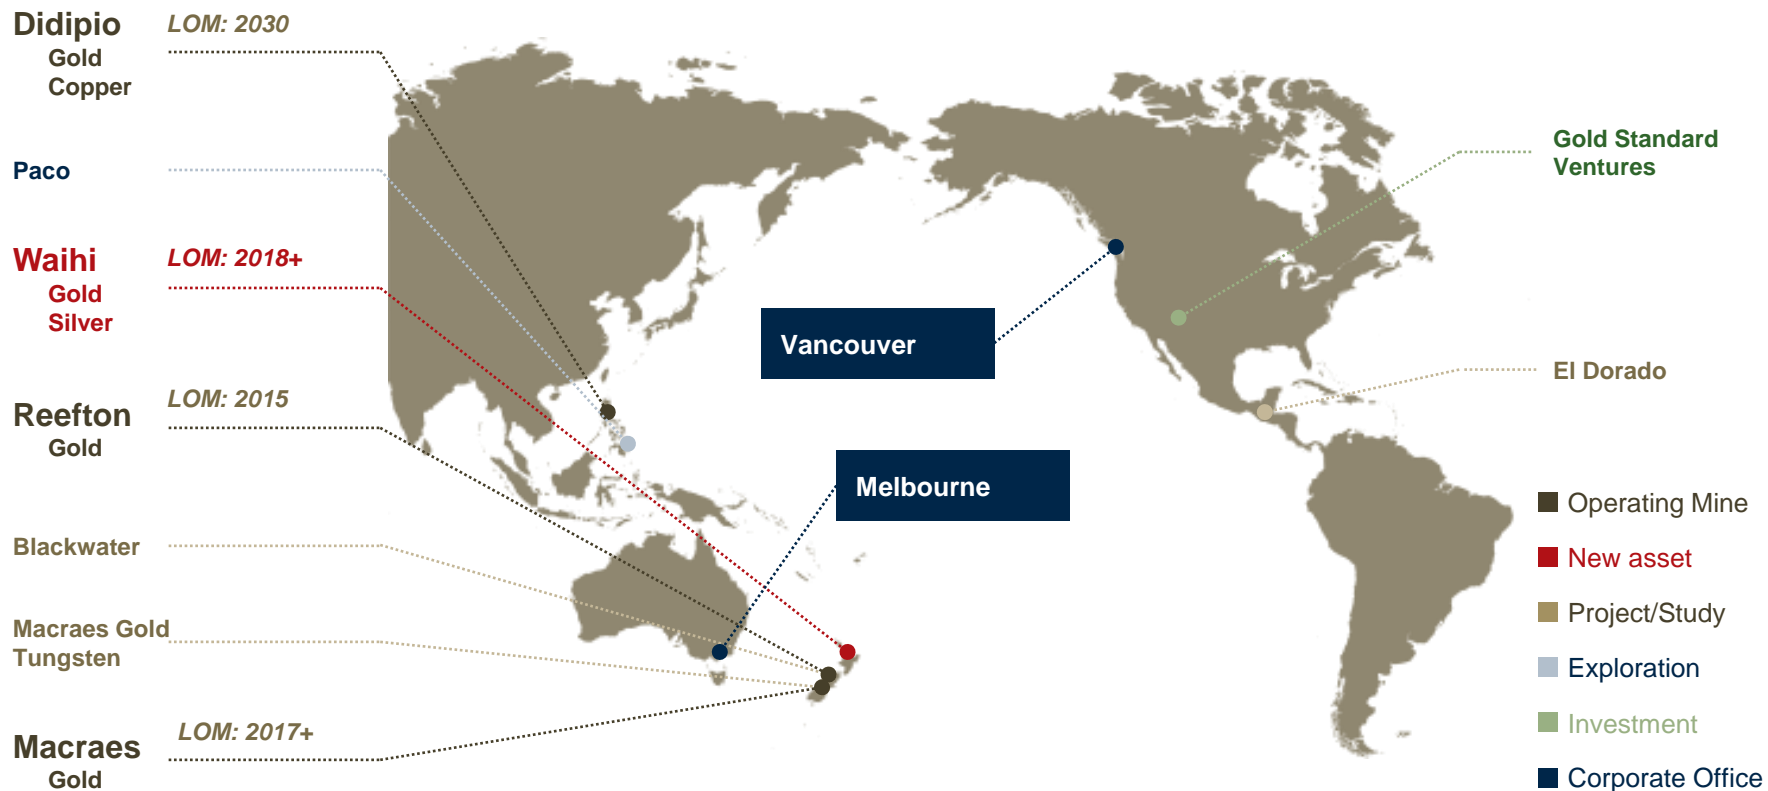 Didipio
LOM: 2030
Gold
Copper
Paco
Waihi
LOM: 2018+
Gold
Silver
Reefton
LOM: 2015
Gold
Blackwater
Macraes Gold
Tungsten
Macraes
LOM: 2017+
Gold
Vancouver
Melbourne
Gold Standard
Ventures
El Dorado
Operating Mine
New asset
Project/Study
Exploration
Investment
Corporate Office